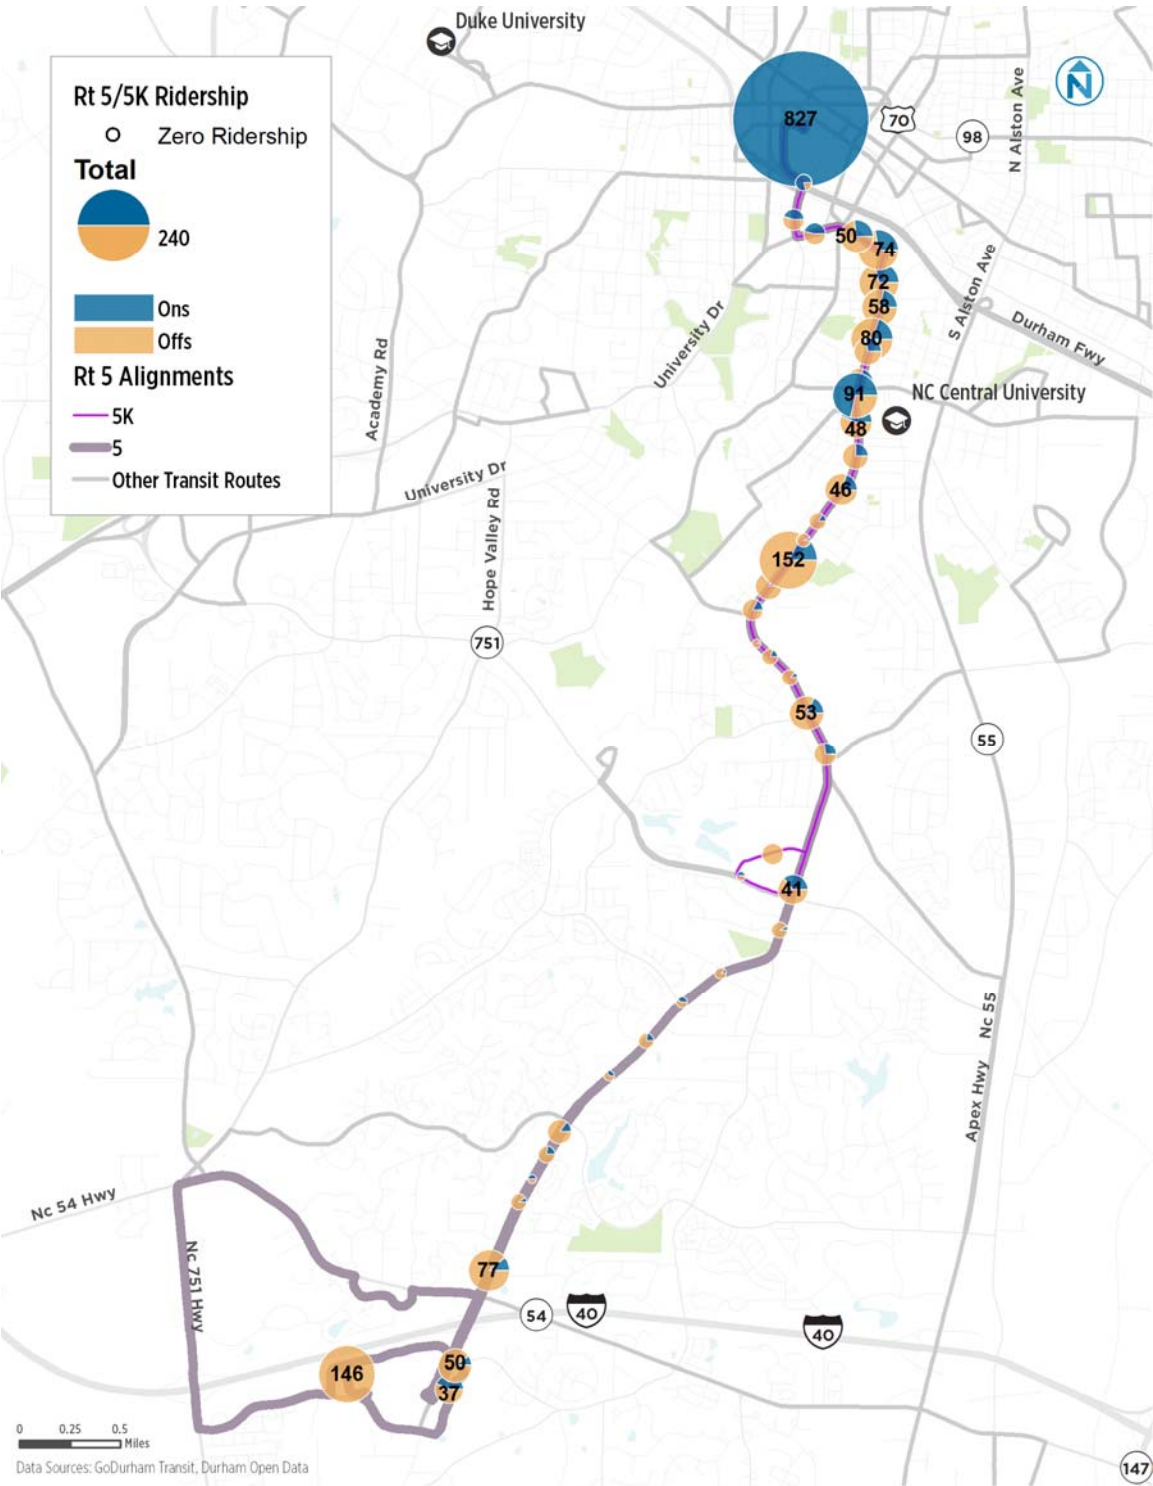 Duke University
Rt 5/5K Ridership
Zero Ridership
Total
240
Ons
Offs
Rt 5 Alignments
5K
5
Other Transit Routes
827
70
98
N Alston Ave
N
50
74
72
58
80
91
48
46
152
53
41
S Alston Ave
Durham Fwy
University Dr
NC Central University
Academy Rd
University Dr
Hope Valley Rd
751
55
Nc 55
Apex Hwy
Nc 54 Hwy
Nc 751 Hwy
77
54
40
40
146
50
37
147
0 0.25 0.5
Miles
Data Sources: GoDurham Transit, Durham Open Data